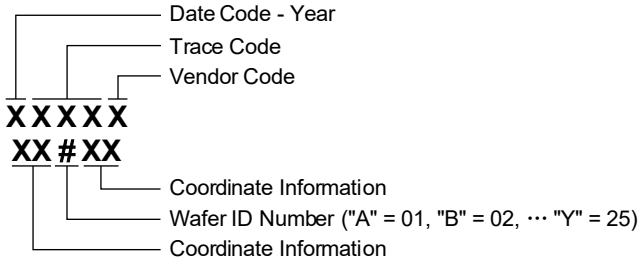 Date Code - Year
Trace Code
Vendor Code
X X X X X
XX # XX
Coordinate Information
Wafer ID Number ("A" = 01, "B" = 02, ··· "Y" = 25)
Coordinate Information